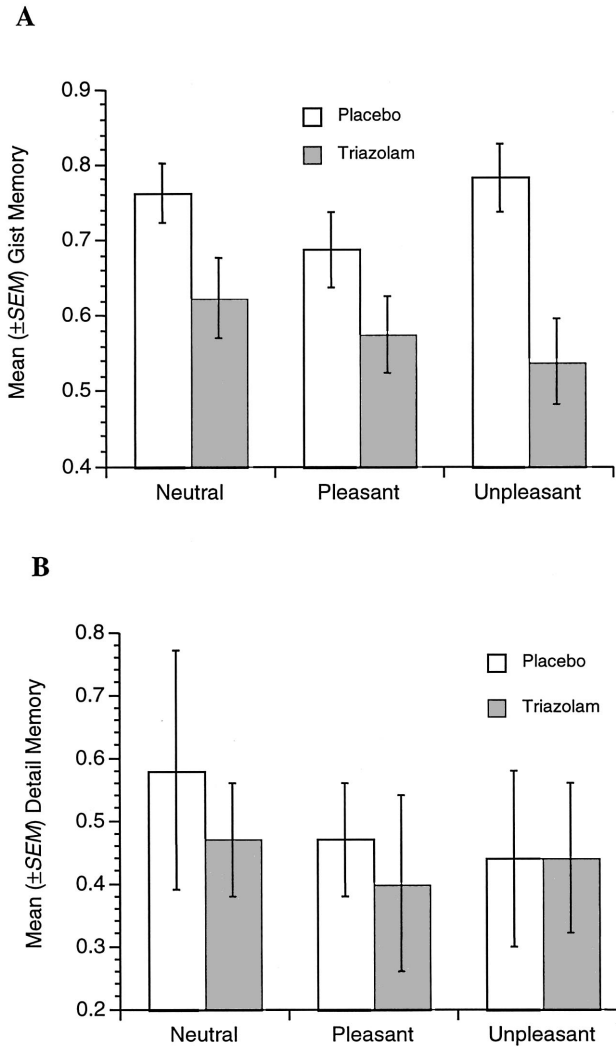 A
Mean (±SEM) Gist Memory
0.9
0.8
0.7
0.6
0.5
0.4
Placebo
Triazolam
Neutral Pleasant Unpleasant
B
Mean (±SEM) Detail Memory
0.8
0.7
0.6
0.5
0.4
0.3
0.2
Placebo
Triazolam
Neutral Pleasant Unpleasant